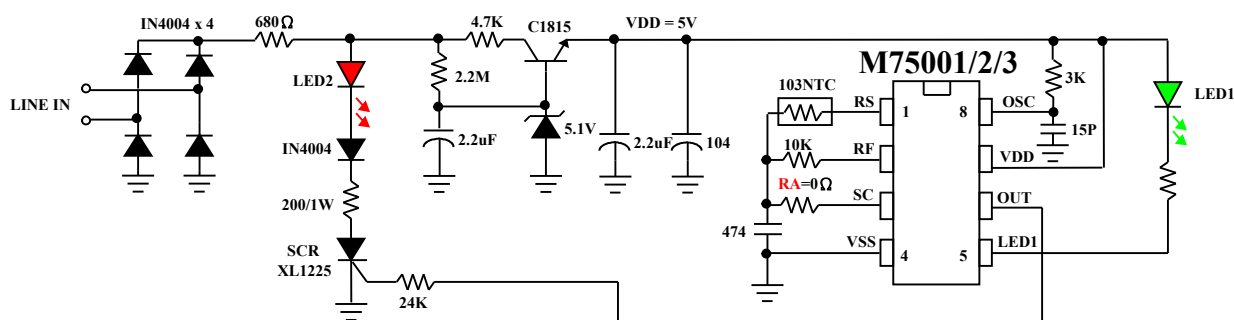 IN4004 x 4
680Ω
4.7K
C1815
VDD = 5V
M75001/2/3
LED2
2.2M
103NTC
RS
1
8
OSC
3K
LED1
LINE IN
5.1V
15P
IN4004
2.2uF
2.2uF
104
10K
RF
VDD
RA=0Ω
SC
OUT
200/1W
474
VSS
4
5
LED1
SCR
XL1225
24K